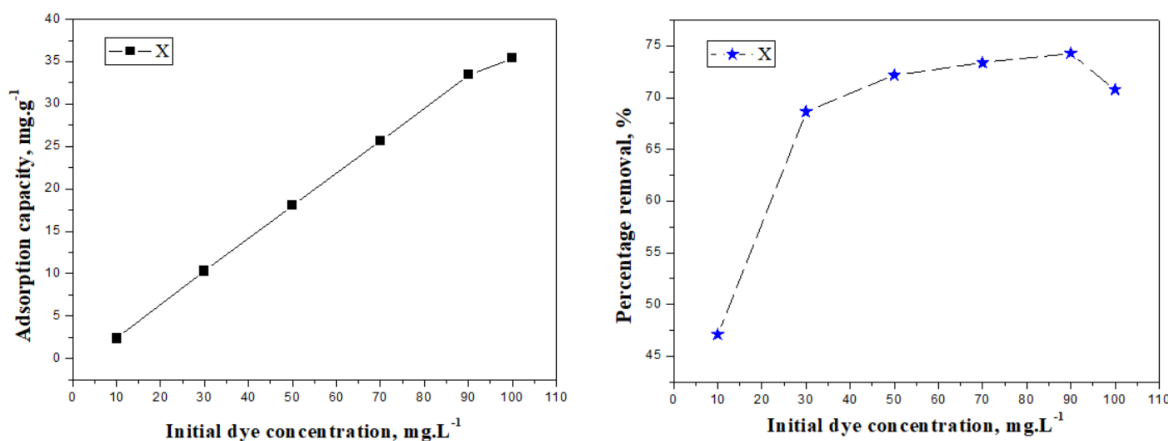 40
35
30
25
20
15
10
5
0
Adsorption capacity, mg.g-1
X
0 10 20 30 40 50 60 70 80 90 100 110
Initial dye concentration, mg.L-1
75
70
65
60
55
50
45
Percentage removal, %
X
0 10 20 30 40 50 60 70 80 90 100 110
Initial dye concentration, mg.L-1